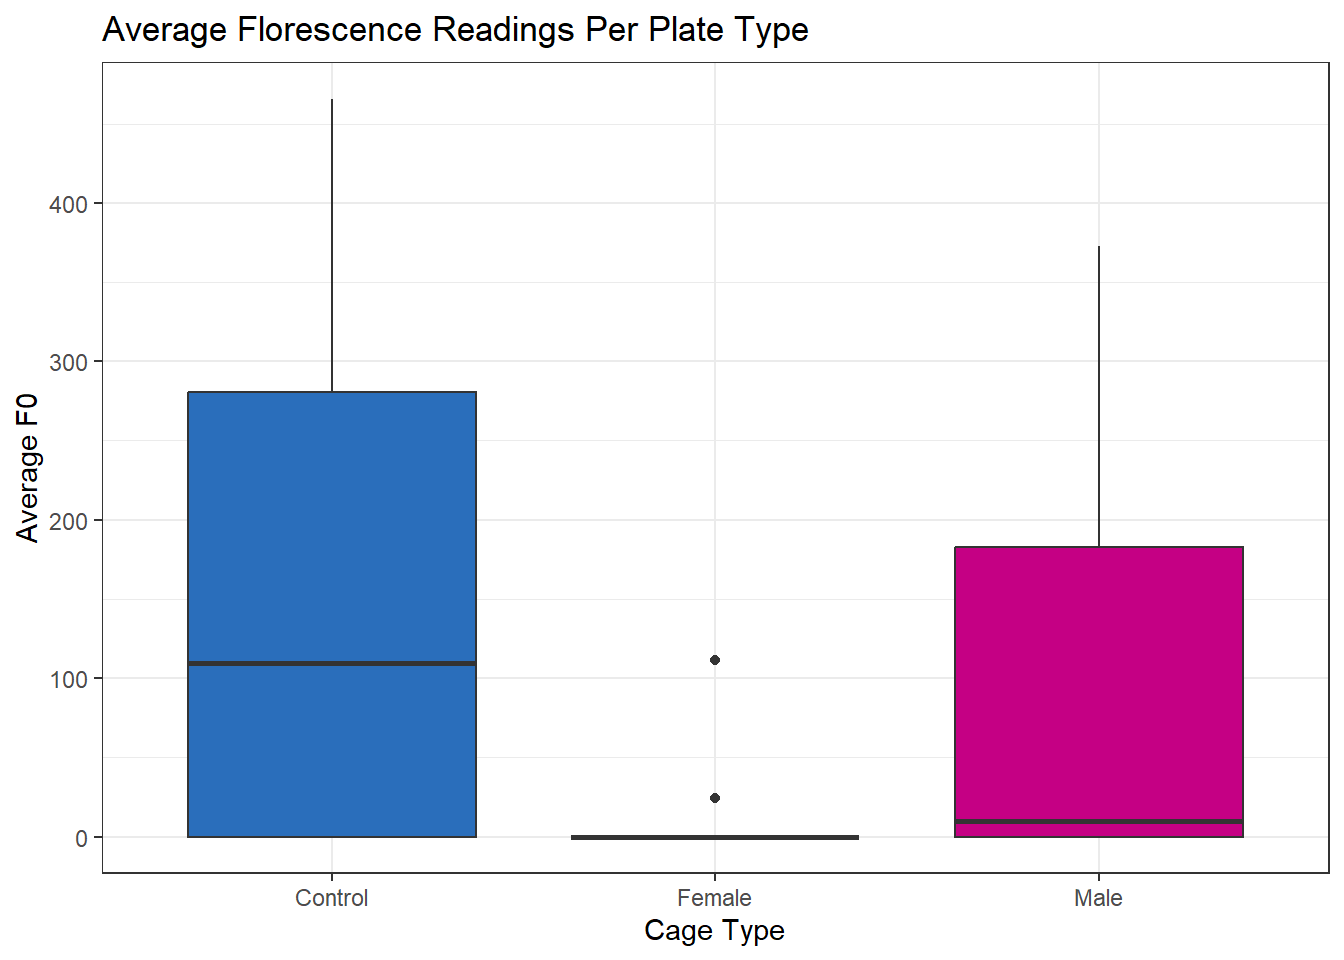 Average Florescence Readings Per Plate Type
Average F0
400
300
200
100
0
Control
Female
Male
Cage Type